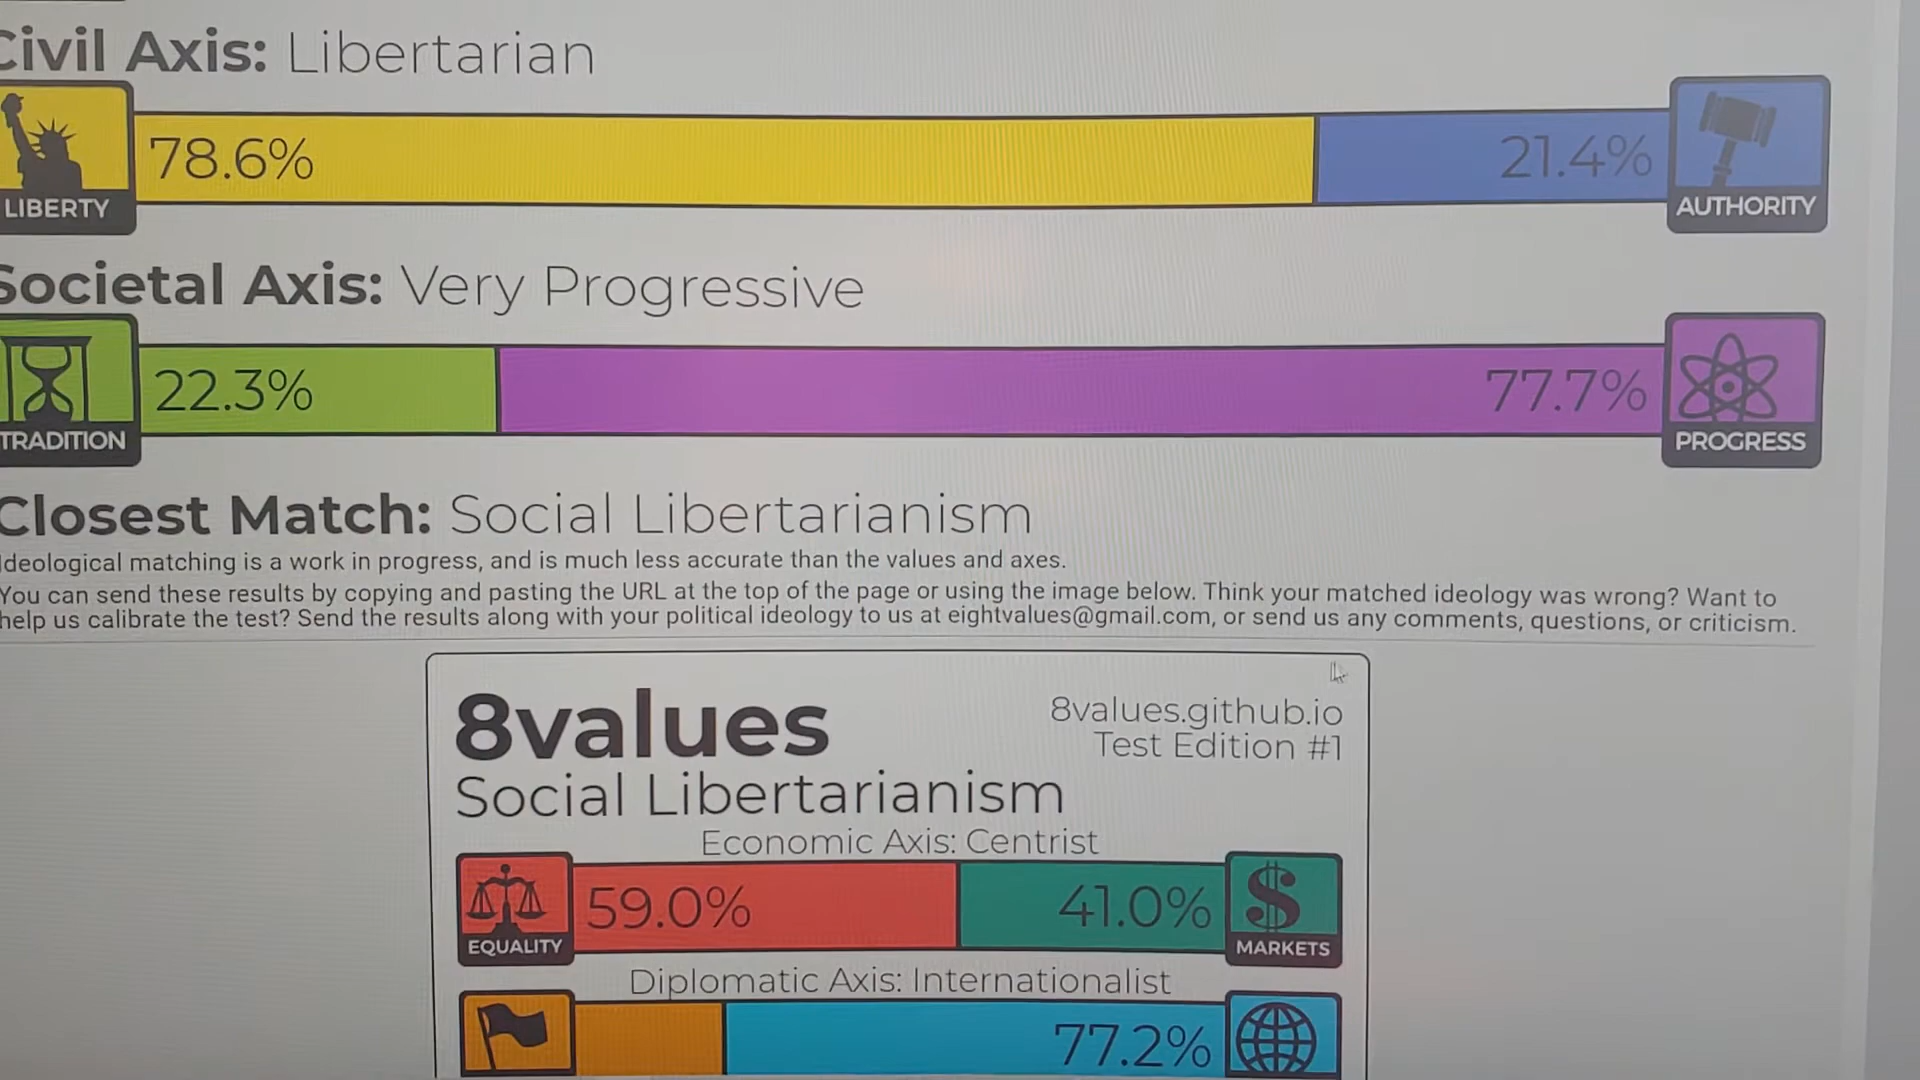 Civil Axis: Libertarian
78.6%
21.4%
LIBERTY
AUTHORITY
Societal Axis: Very Progressive
22.3%
77.7%
TRADITION
PROGRESS
Closest Match: Social Libertarianism
Ideological matching is a work in progress, and is much less accurate than the values and axes.
You can send these results by copying and pasting the URL at the top of the page or using the image below. Think your matched ideology was wrong? Want to
help us calibrate the test? Send the results along with your political ideology to us at eightvalues@gmail.com, or send us any comments, questions, or criticism.
8values
8values.github.io
Test Edition #1
Social Libertarianism
Economic Axis: Centrist
59.0%
41.0%
EQUALITY
MARKETS
Diplomatic Axis: Internationalist
77.2%